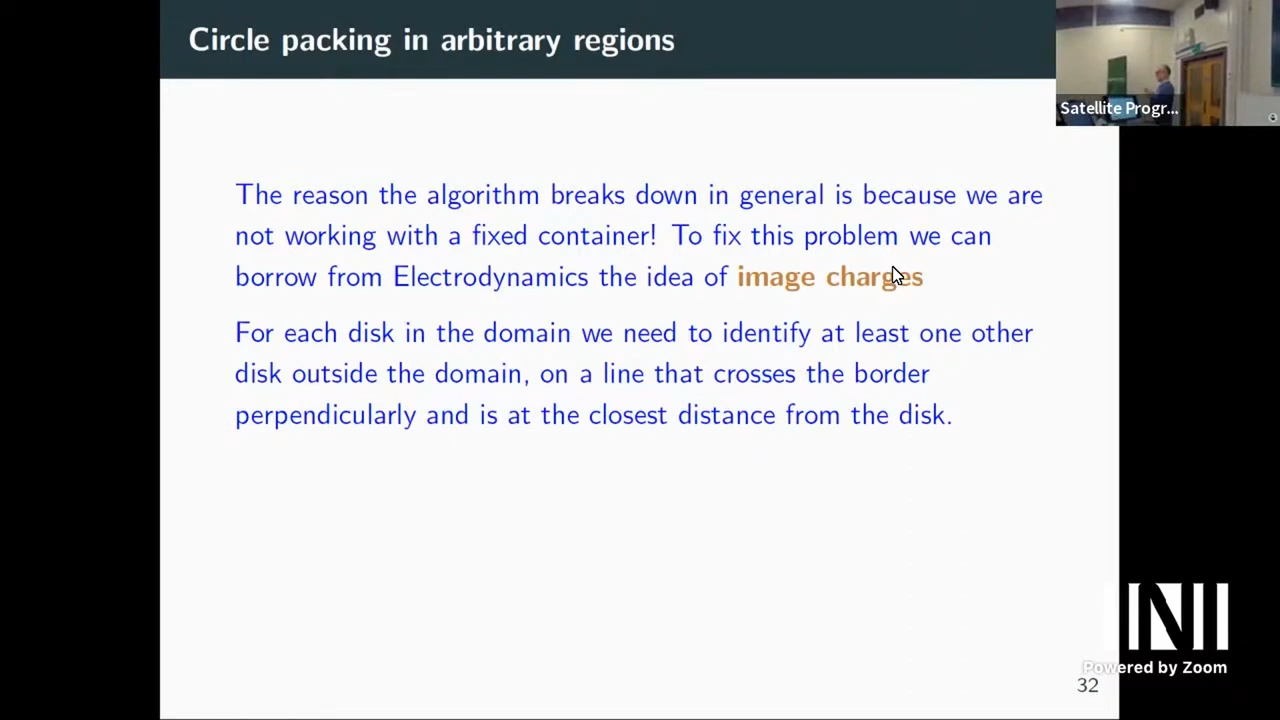 Circle packing in arbitrary regions
Satellite Progr...
The reason the algorithm breaks down in general is because we are
not working with a fixed container! To fix this problem we can
borrow from Electrodynamics the idea of image charges
For each disk in the domain we need to identify at least one other
disk outside the domain, on a line that crosses the border
perpendicularly and is at the closest distance from the disk.
INI
Powered by Zoom
32